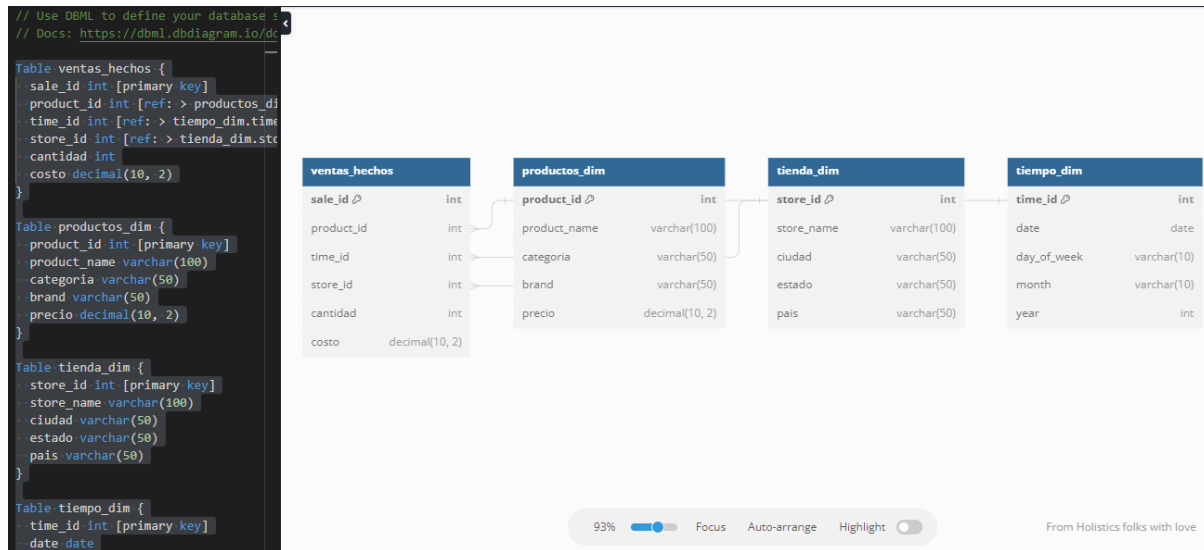 // Use DBML to define your database s
// Docs: https://dbml.dbdiagram.io/do
Table ventas_hechos {
sale_id int [primary key]
product_id int [ref: > productos_di
time_id int [ref: > tiempo_dim.time
store_id int [ref: > tienda_dim.sto
cantidad int
costo decimal(10, 2)
}
Table productos_dim {
product_id int [primary key]
product_name varchar(100)
categoria varchar(50)
brand varchar(50)
precio decimal(10, 2)
}
Table tienda_dim {
store_id int [primary key]
store_name varchar(100)
ciudad varchar(50)
estado varchar(50)
pais varchar(50)
}
Table tiempo_dim {
time_id int [primary key]
date date
ventas_hechos
sale_id int
product_id int
time_id int
store_id int
cantidad int
costo decimal(10, 2)
productos_dim
product_id int
product_name varchar(100)
categoria varchar(50)
brand varchar(50)
precio decimal(10, 2)
tienda_dim
store_id int
store_name varchar(100)
ciudad varchar(50)
estado varchar(50)
pais varchar(50)
tiempo_dim
time_id int
date date
day_of_week varchar(10)
month varchar(10)
year int
93% Focus Auto-arrange Highlight
From Holistics folks with love